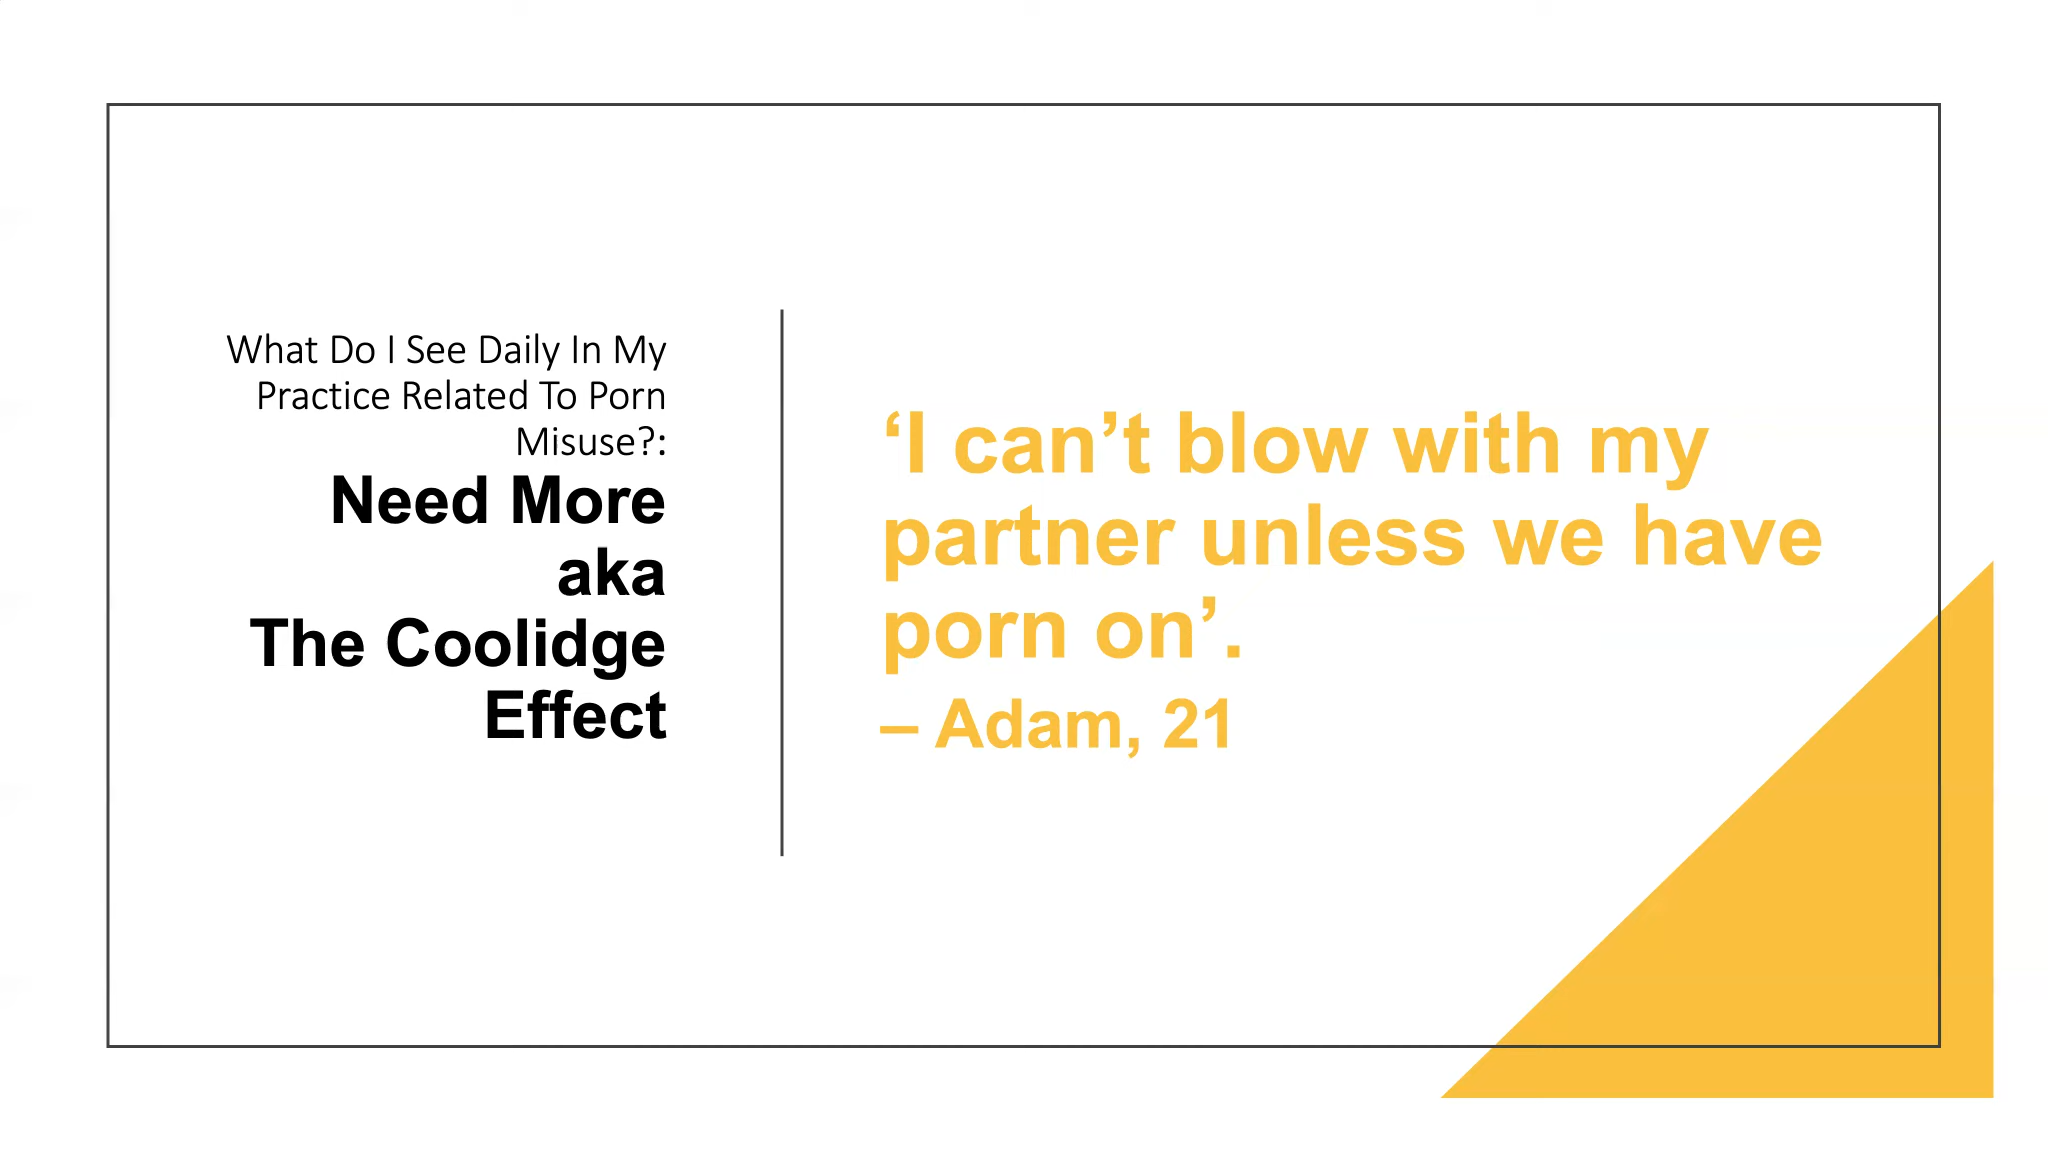 What Do I See Daily In My
Practice Related To Porn
Misuse?:
Need More
aka
The Coolidge
Effect
‘I can’t blow with my
partner unless we have
porn on’.
– Adam, 21